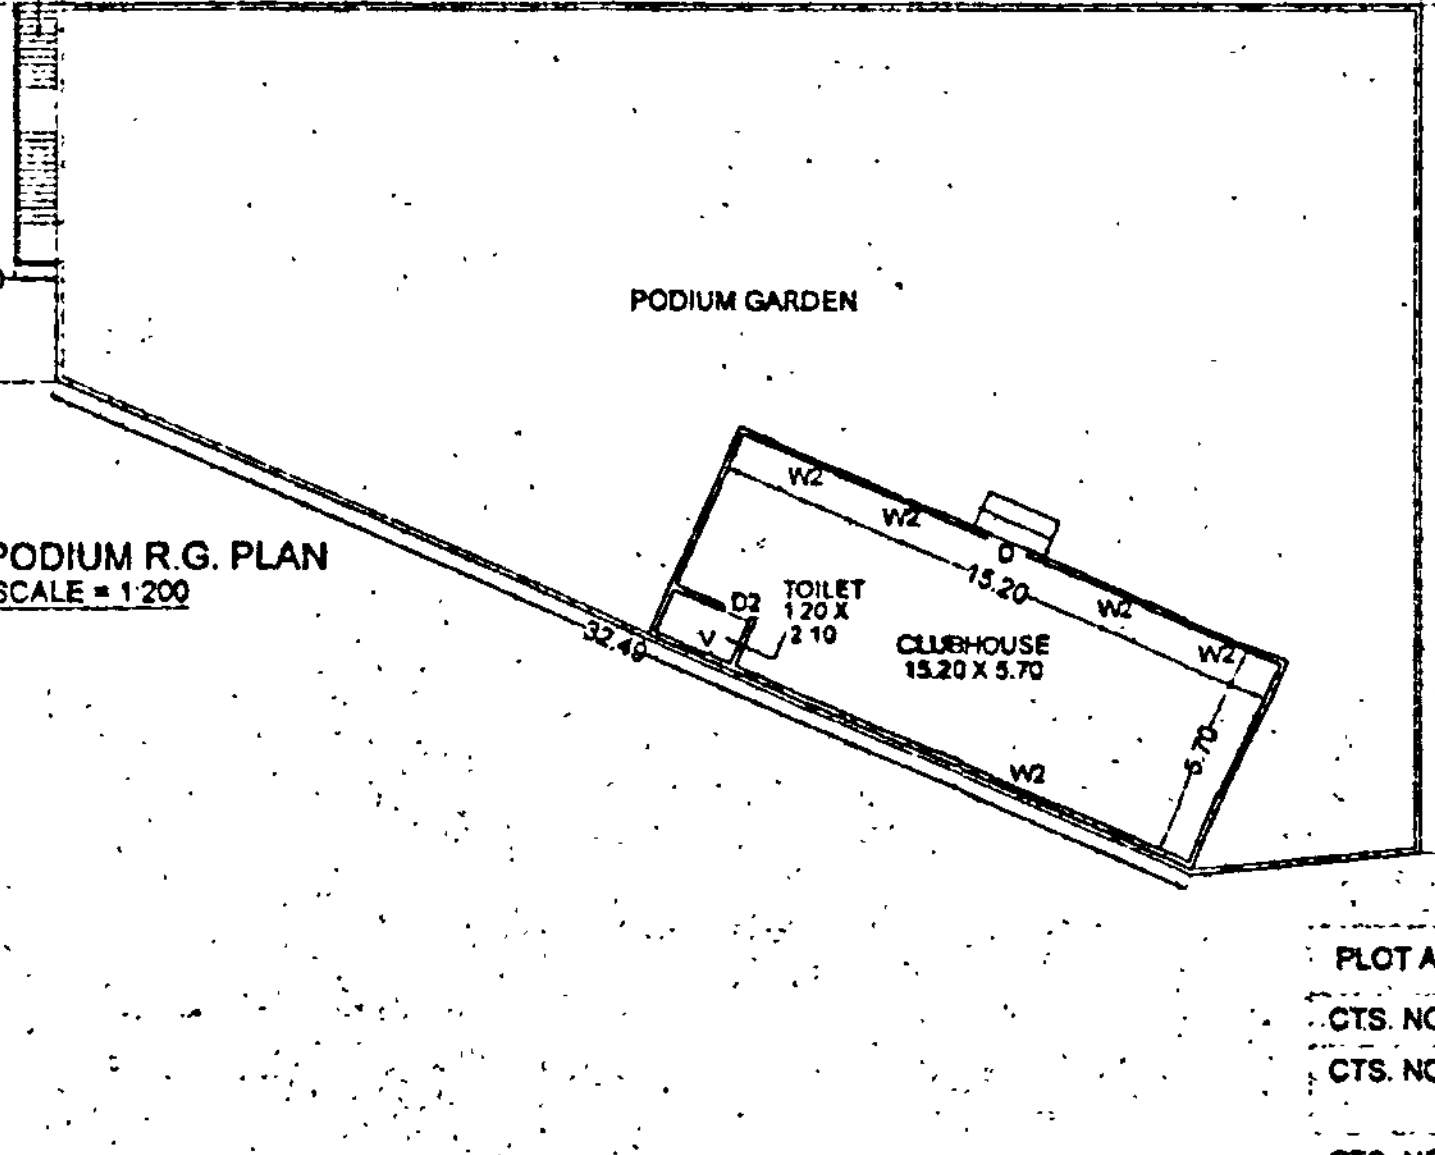 PODIUM GARDEN
W2
W2
D
15.20
W2
W2
PODIUM R.G. PLAN
SCALE = 1:200
D2
TOILET
1.20 X
2.10
V
32.49
CLUBHOUSE
15.20 X 5.70
5.70
W2
PLOT A
CTS. NO
CTS. NO